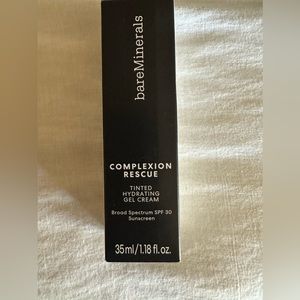 bareMinerals
COMPLEXION
RESCUE
TINTED
HYDRATING
GEL CREAM
Broad Spectrum SPF 30
Sunscreen
35ml/1.18 fl. oz.